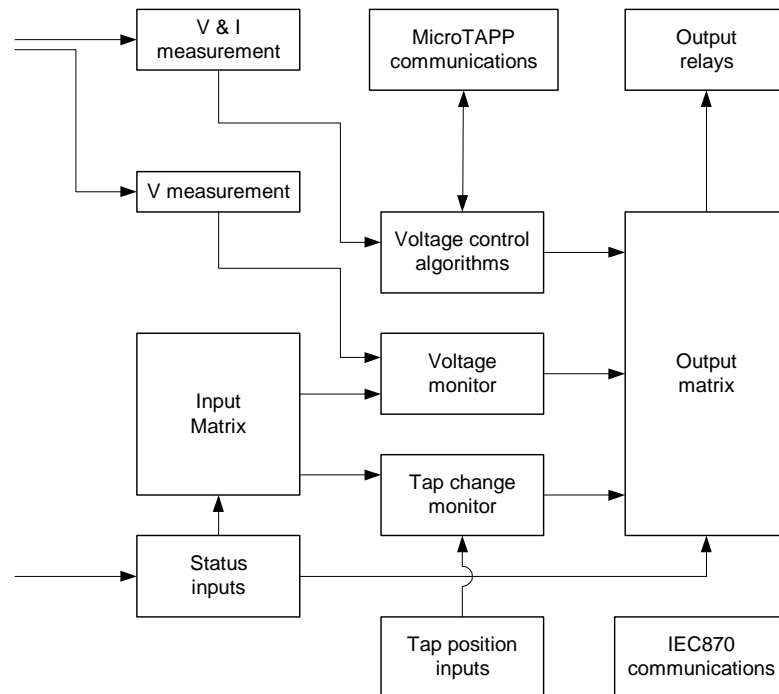 V & I
measurement
MicroTAPP
communications
Output
relays
V measurement
Voltage control
algorithms
Voltage
monitor
Input
Matrix
Output
matrix
Tap change
monitor
Status
inputs
Tap position
inputs
IEC870
communications